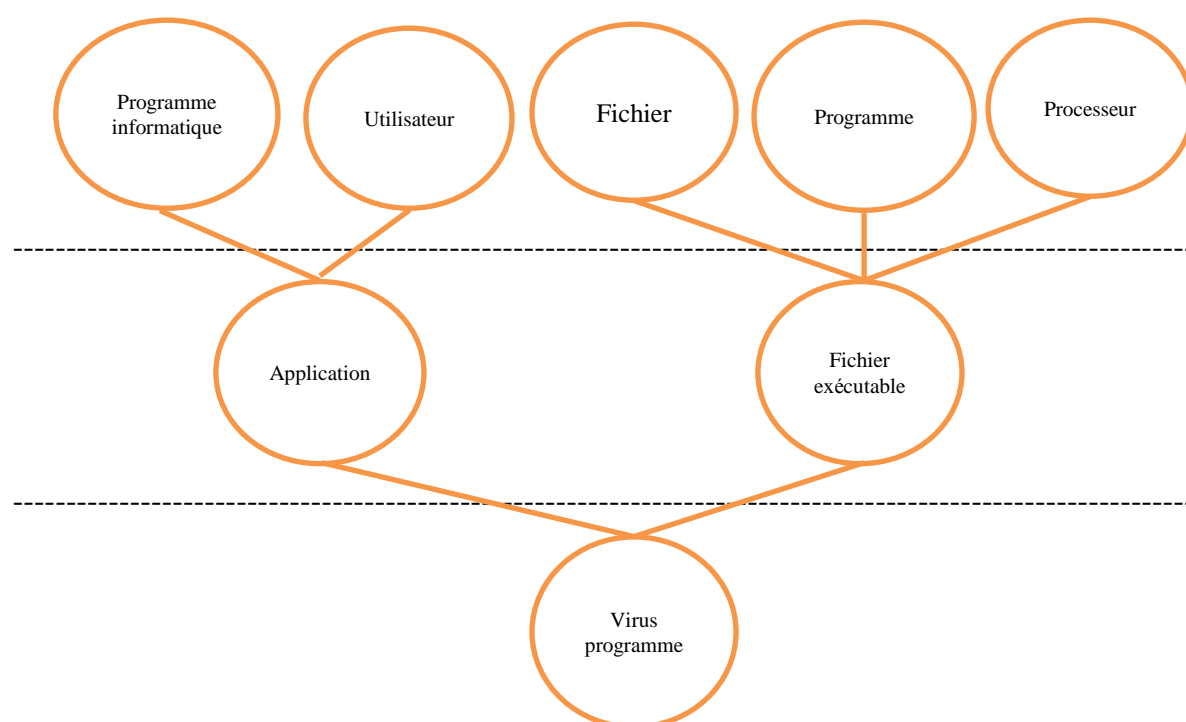 Programme
informatique
Utilisateur
Fichier
Programme
Processeur
Application
Fichier
exécutable
Virus
programme